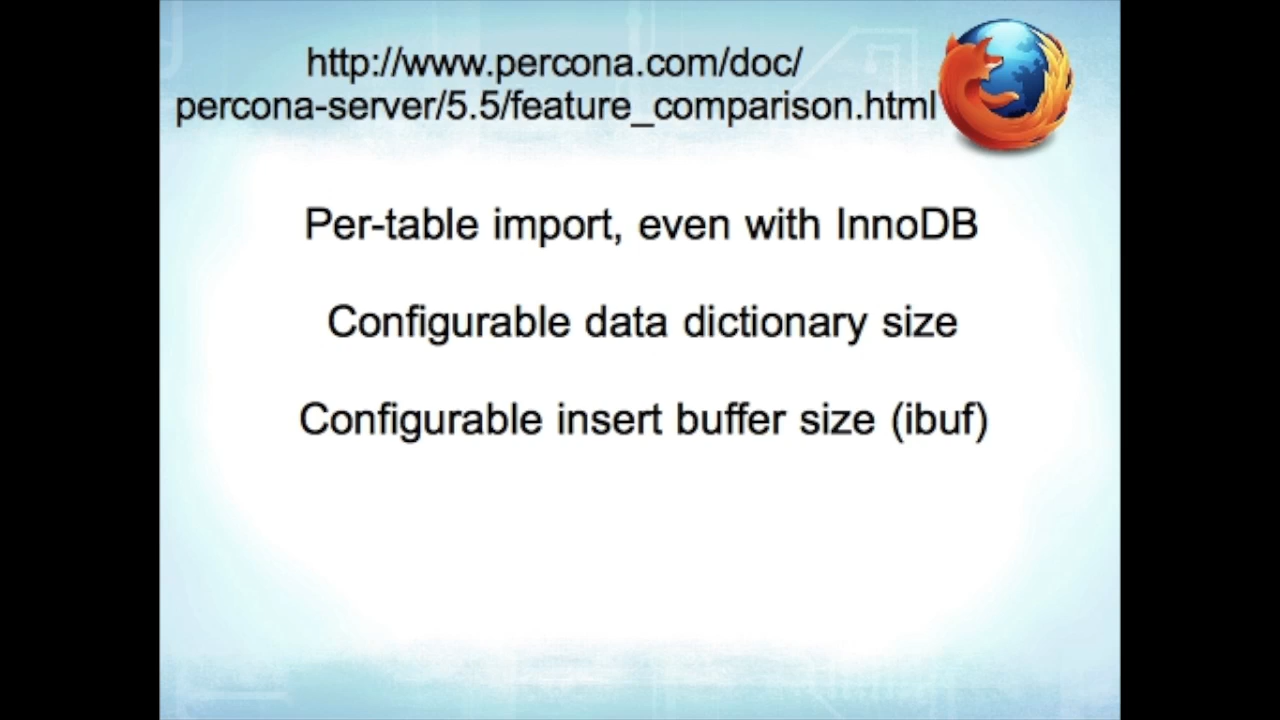 http://www.percona.com/doc/
percona-server/5.5/feature_comparison.html
Per-table import, even with InnoDB
Configurable data dictionary size
Configurable insert buffer size (ibuf)